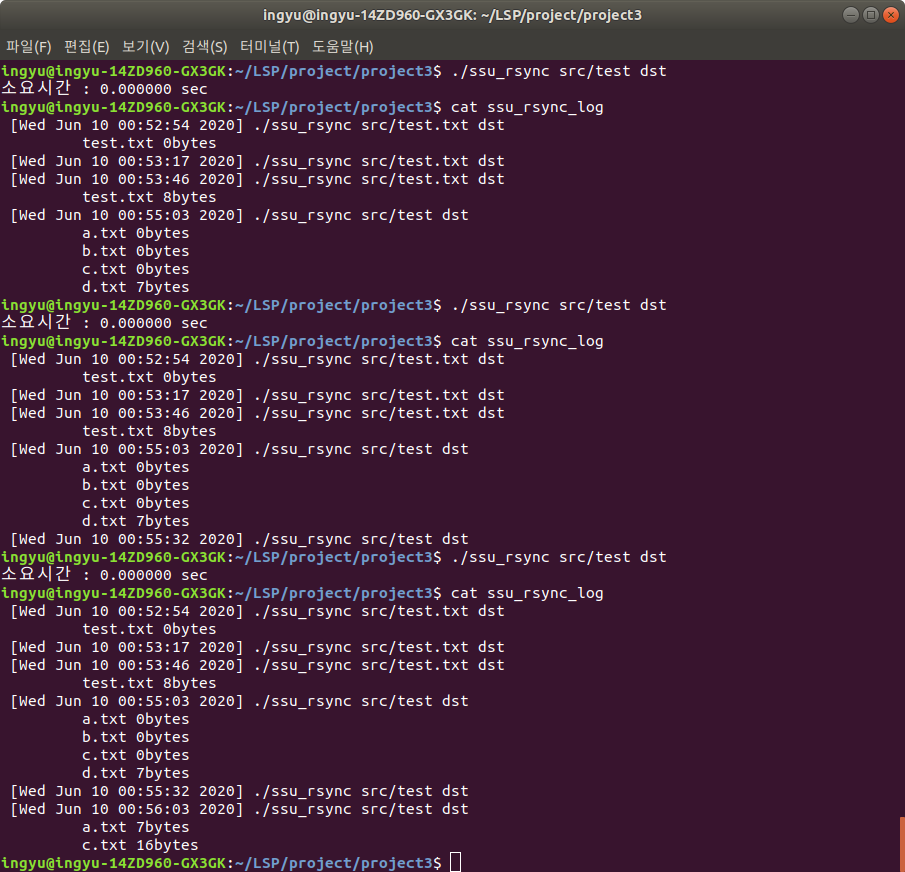 ingyu@ingyu-14ZD960-GX3GK: ~/LSP/project/project3
파일(F) 편집(E) 보기(V) 검색(S) 터미널(T) 도움말(H)
ingyu@ingyu-14ZD960-GX3GK:~/LSP/project/project3$ ./ssu_rsync src/test dst
소요시간 : 0.000000 sec
ingyu@ingyu-14ZD960-GX3GK:~/LSP/project/project3$ cat ssu_rsync_log
[Wed Jun 10 00:52:54 2020] ./ssu_rsync src/test.txt dst
test.txt 0bytes
[Wed Jun 10 00:53:17 2020] ./ssu_rsync src/test.txt dst
[Wed Jun 10 00:53:46 2020] ./ssu_rsync src/test.txt dst
test.txt 8bytes
[Wed Jun 10 00:55:03 2020] ./ssu_rsync src/test dst
a.txt 0bytes
b.txt 0bytes
c.txt 0bytes
d.txt 7bytes
ingyu@ingyu-14ZD960-GX3GK:~/LSP/project/project3$ ./ssu_rsync src/test dst
소요시간 : 0.000000 sec
ingyu@ingyu-14ZD960-GX3GK:~/LSP/project/project3$ cat ssu_rsync_log
[Wed Jun 10 00:52:54 2020] ./ssu_rsync src/test.txt dst
test.txt 0bytes
[Wed Jun 10 00:53:17 2020] ./ssu_rsync src/test.txt dst
[Wed Jun 10 00:53:46 2020] ./ssu_rsync src/test.txt dst
test.txt 8bytes
[Wed Jun 10 00:55:03 2020] ./ssu_rsync src/test dst
a.txt 0bytes
b.txt 0bytes
c.txt 0bytes
d.txt 7bytes
[Wed Jun 10 00:55:32 2020] ./ssu_rsync src/test dst
ingyu@ingyu-14ZD960-GX3GK:~/LSP/project/project3$ ./ssu_rsync src/test dst
소요시간 : 0.000000 sec
ingyu@ingyu-14ZD960-GX3GK:~/LSP/project/project3$ cat ssu_rsync_log
[Wed Jun 10 00:52:54 2020] ./ssu_rsync src/test.txt dst
test.txt 0bytes
[Wed Jun 10 00:53:17 2020] ./ssu_rsync src/test.txt dst
[Wed Jun 10 00:53:46 2020] ./ssu_rsync src/test.txt dst
test.txt 8bytes
[Wed Jun 10 00:55:03 2020] ./ssu_rsync src/test dst
a.txt 0bytes
b.txt 0bytes
c.txt 0bytes
d.txt 7bytes
[Wed Jun 10 00:55:32 2020] ./ssu_rsync src/test dst
[Wed Jun 10 00:56:03 2020] ./ssu_rsync src/test dst
a.txt 7bytes
c.txt 16bytes
ingyu@ingyu-14ZD960-GX3GK:~/LSP/project/project3$